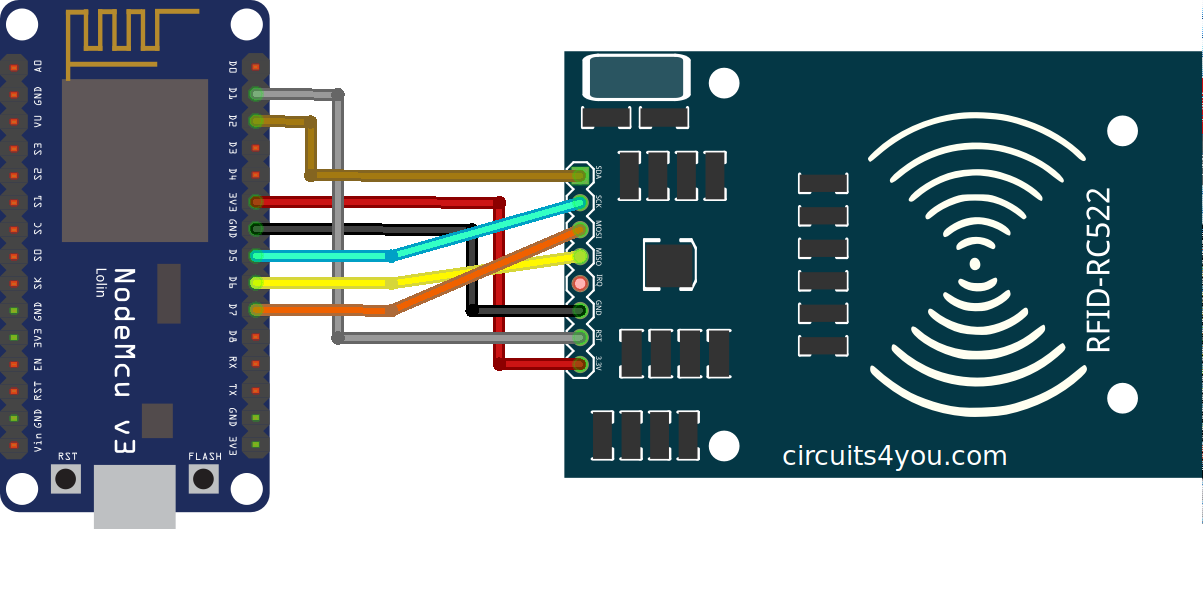 A0
GND
VU
S3
S2
S1
SC
S0
SK
GND
3V3
EN
RST
GND
Vin
D0
D1
D2
D3
D4
3V3
GND
D5
D6
D7
D8
RX
TX
GND
3V3
NodeMcu v3
Lolin
RST
FLASH
SDA
SCK
MOSI
MISO
IRQ
GND
RST
3.3V
RFID-RC522
circuits4you.com